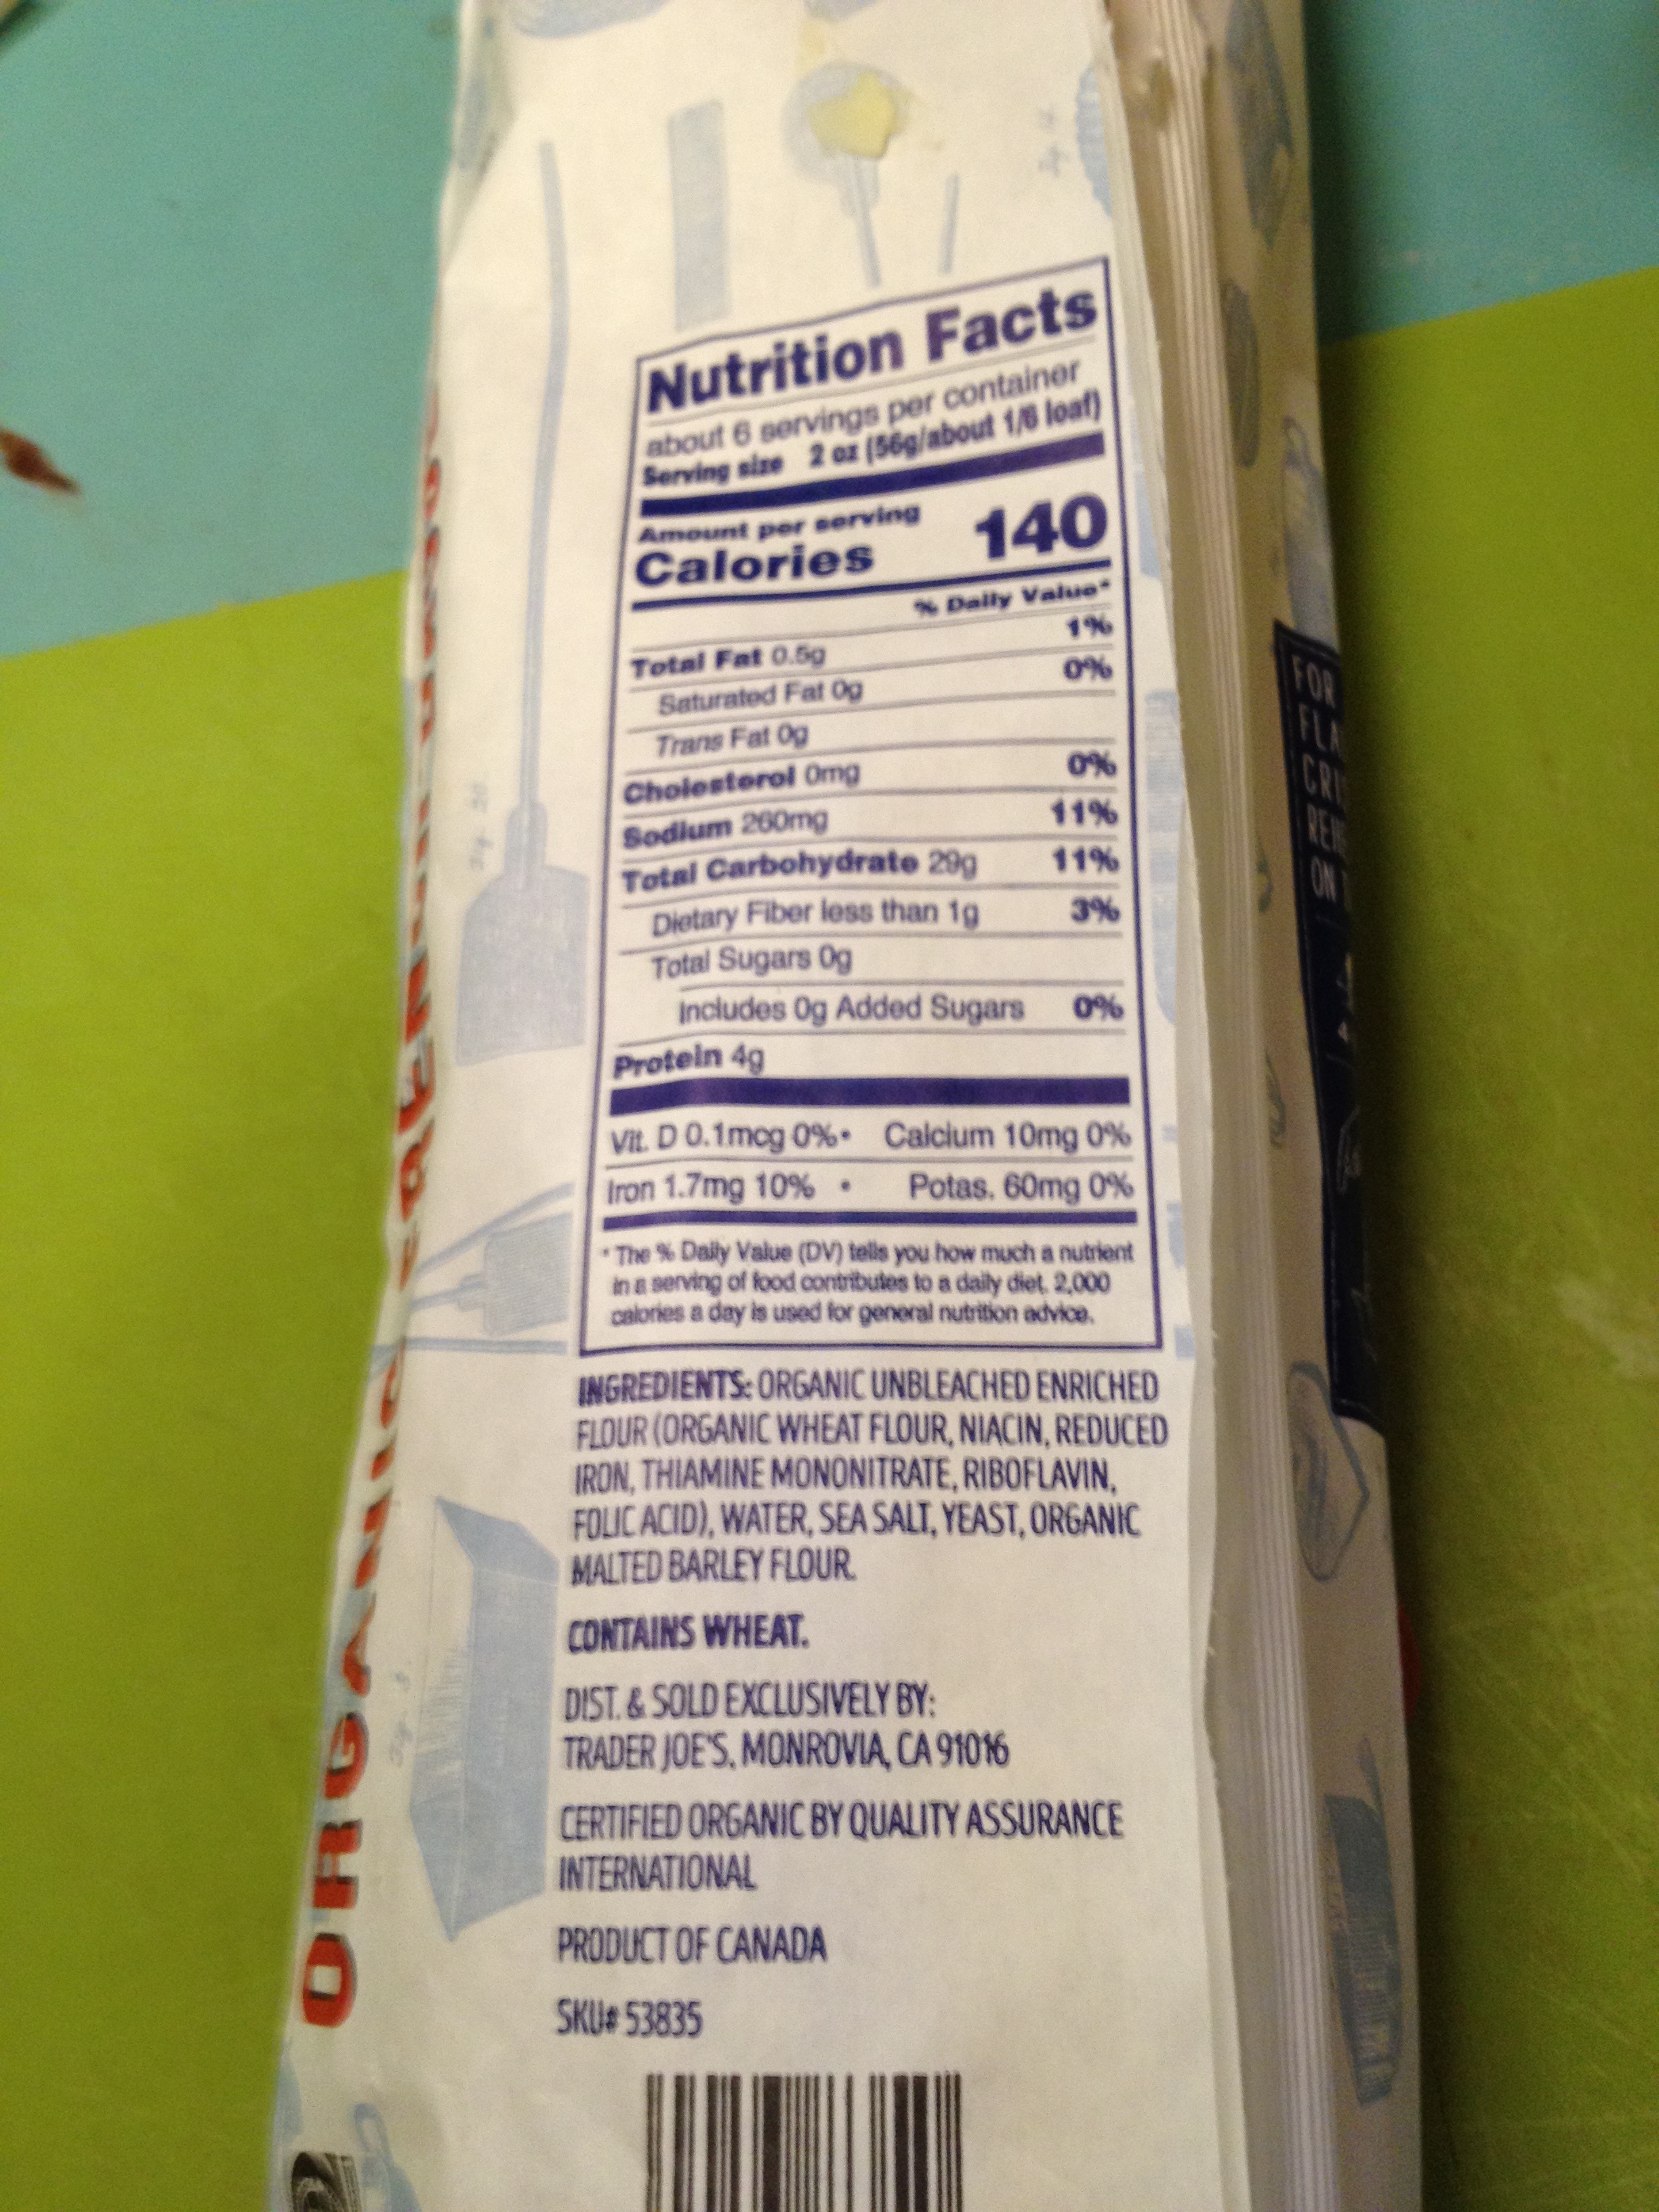 Nutrition Facts
about 6 servings per container
Serving size 2 oz (56g/about 1/6 loaf)
Amount per serving
Calories 140
% Daily Value*
Total Fat 0.5g 1%
Saturated Fat 0g 0%
Trans Fat 0g
Cholesterol 0mg 0%
Sodium 260mg 11%
Total Carbohydrate 29g 11%
Dietary Fiber less than 1g 3%
Total Sugars 0g
Includes 0g Added Sugars 0%
Protein 4g
Vit. D 0.1mcg 0% • Calcium 10mg 0%
Iron 1.7mg 10% • Potas. 60mg 0%
* The % Daily Value (DV) tells you how much a nutrient
in a serving of food contributes to a daily diet. 2,000
calories a day is used for general nutrition advice.
INGREDIENTS: ORGANIC UNBLEACHED ENRICHED
FLOUR (ORGANIC WHEAT FLOUR, NIACIN, REDUCED
IRON, THIAMINE MONONITRATE, RIBOFLAVIN,
FOLIC ACID), WATER, SEA SALT, YEAST, ORGANIC
MALTED BARLEY FLOUR.
CONTAINS WHEAT.
DIST. & SOLD EXCLUSIVELY BY:
TRADER JOE'S, MONROVIA, CA 91016
CERTIFIED ORGANIC BY QUALITY ASSURANCE
INTERNATIONAL
PRODUCT OF CANADA
SKU# 53835
ORGANIC
FOR
ON